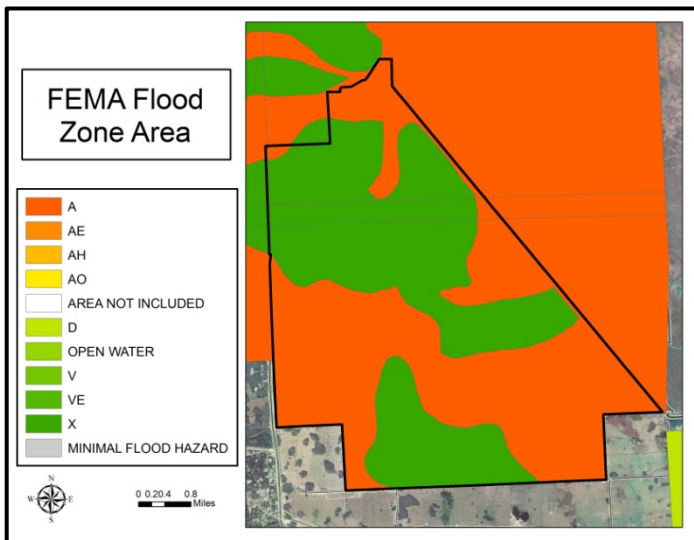 FEMA Flood
Zone Area
A
AE
AH
AO
AREA NOT INCLUDED
D
OPEN WATER
V
VE
X
MINIMAL FLOOD HAZARD
N
W
E
S
0 0.20.4 0.8
Miles